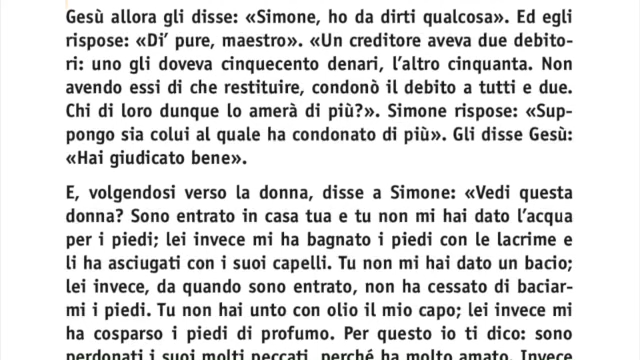 Gesù allora gli disse: «Simone, ho da dirti qualcosa». Ed egli
rispose: «Di’ pure, maestro». «Un creditore aveva due debito-
ri: uno gli doveva cinquecento denari, l’altro cinquanta. Non
avendo essi di che restituire, condonò il debito a tutti e due.
Chi di loro dunque lo amerà di più?». Simone rispose: «Sup-
pongo sia colui al quale ha condonato di più». Gli disse Gesù:
«Hai giudicato bene».
E, volgendosi verso la donna, disse a Simone: «Vedi questa
donna? Sono entrato in casa tua e tu non mi hai dato l’acqua
per i piedi; lei invece mi ha bagnato i piedi con le lacrime e
li ha asciugati con i suoi capelli. Tu non mi hai dato un bacio;
lei invece, da quando sono entrato, non ha cessato di baciar-
mi i piedi. Tu non hai unto con olio il mio capo; lei invece mi
ha cosparso i piedi di profumo. Per questo io ti dico: sono
perdonati i suoi molti peccati, perché ha molto amato. Invece